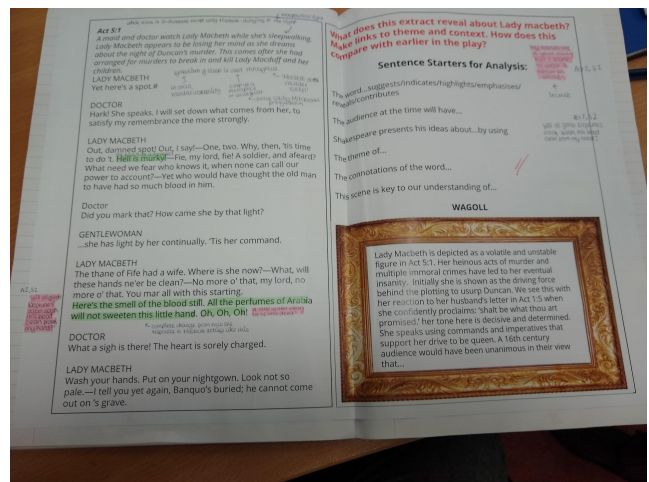 Act 5:1
A maid and doctor watch Lady Macbeth while she's sleepwalking.
Lady Macbeth appears to be losing her mind as she dreams
about the night of Duncan's murder. This comes after she had
arranged for murders to break in and kill Lady Macduff and her
children.
LADY MACBETH
Yet here's a spot.#
DOCTOR
Hark! She speaks. I will set down what comes from her, to
satisfy my remembrance the more strongly.
LADY MACBETH
Out, damned spot! Out, I say!—One, two. Why, then, 'tis time
to do 't. Hell is murky!—Fie, my lord, fie! A soldier, and afeard?
What need we fear who knows it, when none can call our
power to account?—Yet who would have thought the old man
to have had so much blood in him.
Doctor
Did you mark that? How came she by that light?
GENTLEWOMAN
...she has light by her continually. 'Tis her command.
LADY MACBETH
The thane of Fife had a wife. Where is she now?—What, will
these hands ne'er be clean?—No more o' that, my lord, no
more o' that. You mar all with this starting.
Here's the smell of the blood still. All the perfumes of Arabia
will not sweeten this little hand. Oh, Oh, Oh!
DOCTOR
What a sigh is there! The heart is sorely charged.
LADY MACBETH
Wash your hands. Put on your nightgown. Look not so
pale.—I tell you yet again, Banquo's buried; he cannot come
out on 's grave.
What does this extract reveal about Lady macbeth?
Make links to theme and context. How does this
compare with earlier in the play?
Sentence Starters for Analysis:
The word...suggests/indicates/highlights/emphasises/
reveals/contributes
The audience at the time will have...
Shakespeare presents his ideas about...by using
The theme of...
The connotations of the word...
This scene is key to our understanding of...
WAGOLL
Lady Macbeth is depicted as a volatile and unstable
figure in Act 5:1. Her heinous acts of murder and
multiple immoral crimes have led to her eventual
insanity. Initially she is shown as the driving force
behind the plotting to usurp Duncan. We see this with
her reaction to her husband's letter in Act 1:5 when
she confidently proclaims: 'shalt be what thou art
promised,' her tone here is decisive and determined.
She speaks using commands and imperatives that
support her drive to be queen. A 16th century
audience would have been unanimous in their view
that...